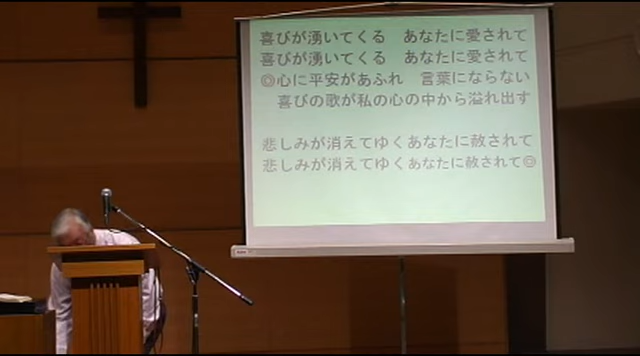 喜びが湧いてくる　あなたに愛されて
喜びが湧いてくる　あなたに愛されて
◎心に平安があふれ　言葉にならない
喜びの歌が私の心の中から溢れ出す
悲しみが消えてゆくあなたに赦されて
悲しみが消えてゆくあなたに赦されて◎